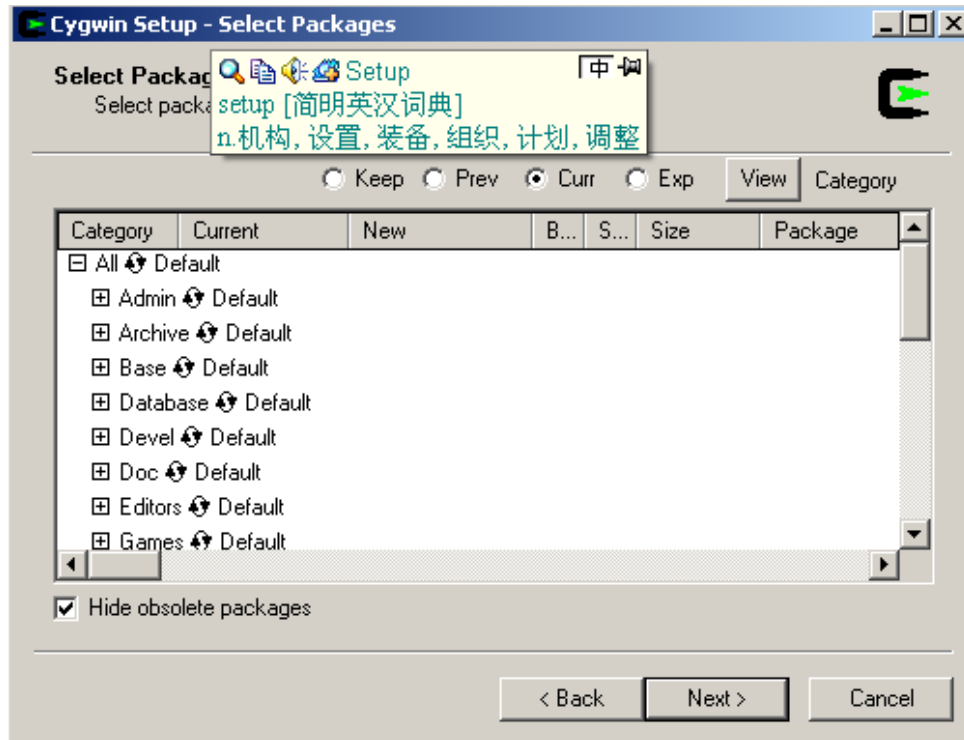 Cygwin Setup - Select Packages
Select Packag
Select packa
Setup
中
setup [简明英汉词典]
n.机构, 设置, 装备, 组织, 计划, 调整
Keep Prev Curr Exp View Category
Category Current New B... S... Size Package
All Default
Admin Default
Archive Default
Base Default
Database Default
Devel Default
Doc Default
Editors Default
Games Default
Hide obsolete packages
< Back Next > Cancel